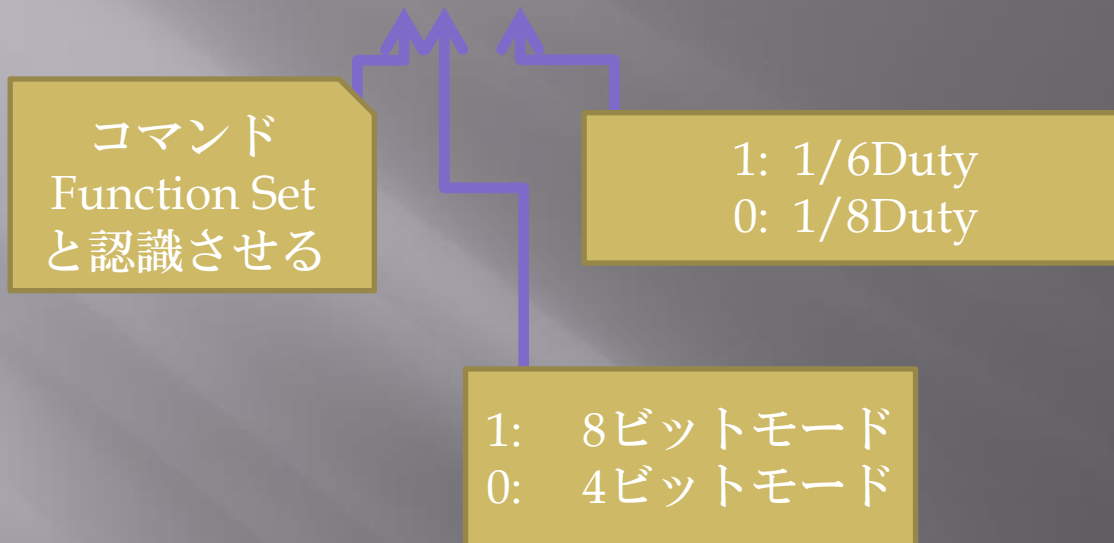 コマンド
Function Set
と認識させる
1: 1/6Duty
0: 1/8Duty
1: 8ビットモード
0: 4ビットモード